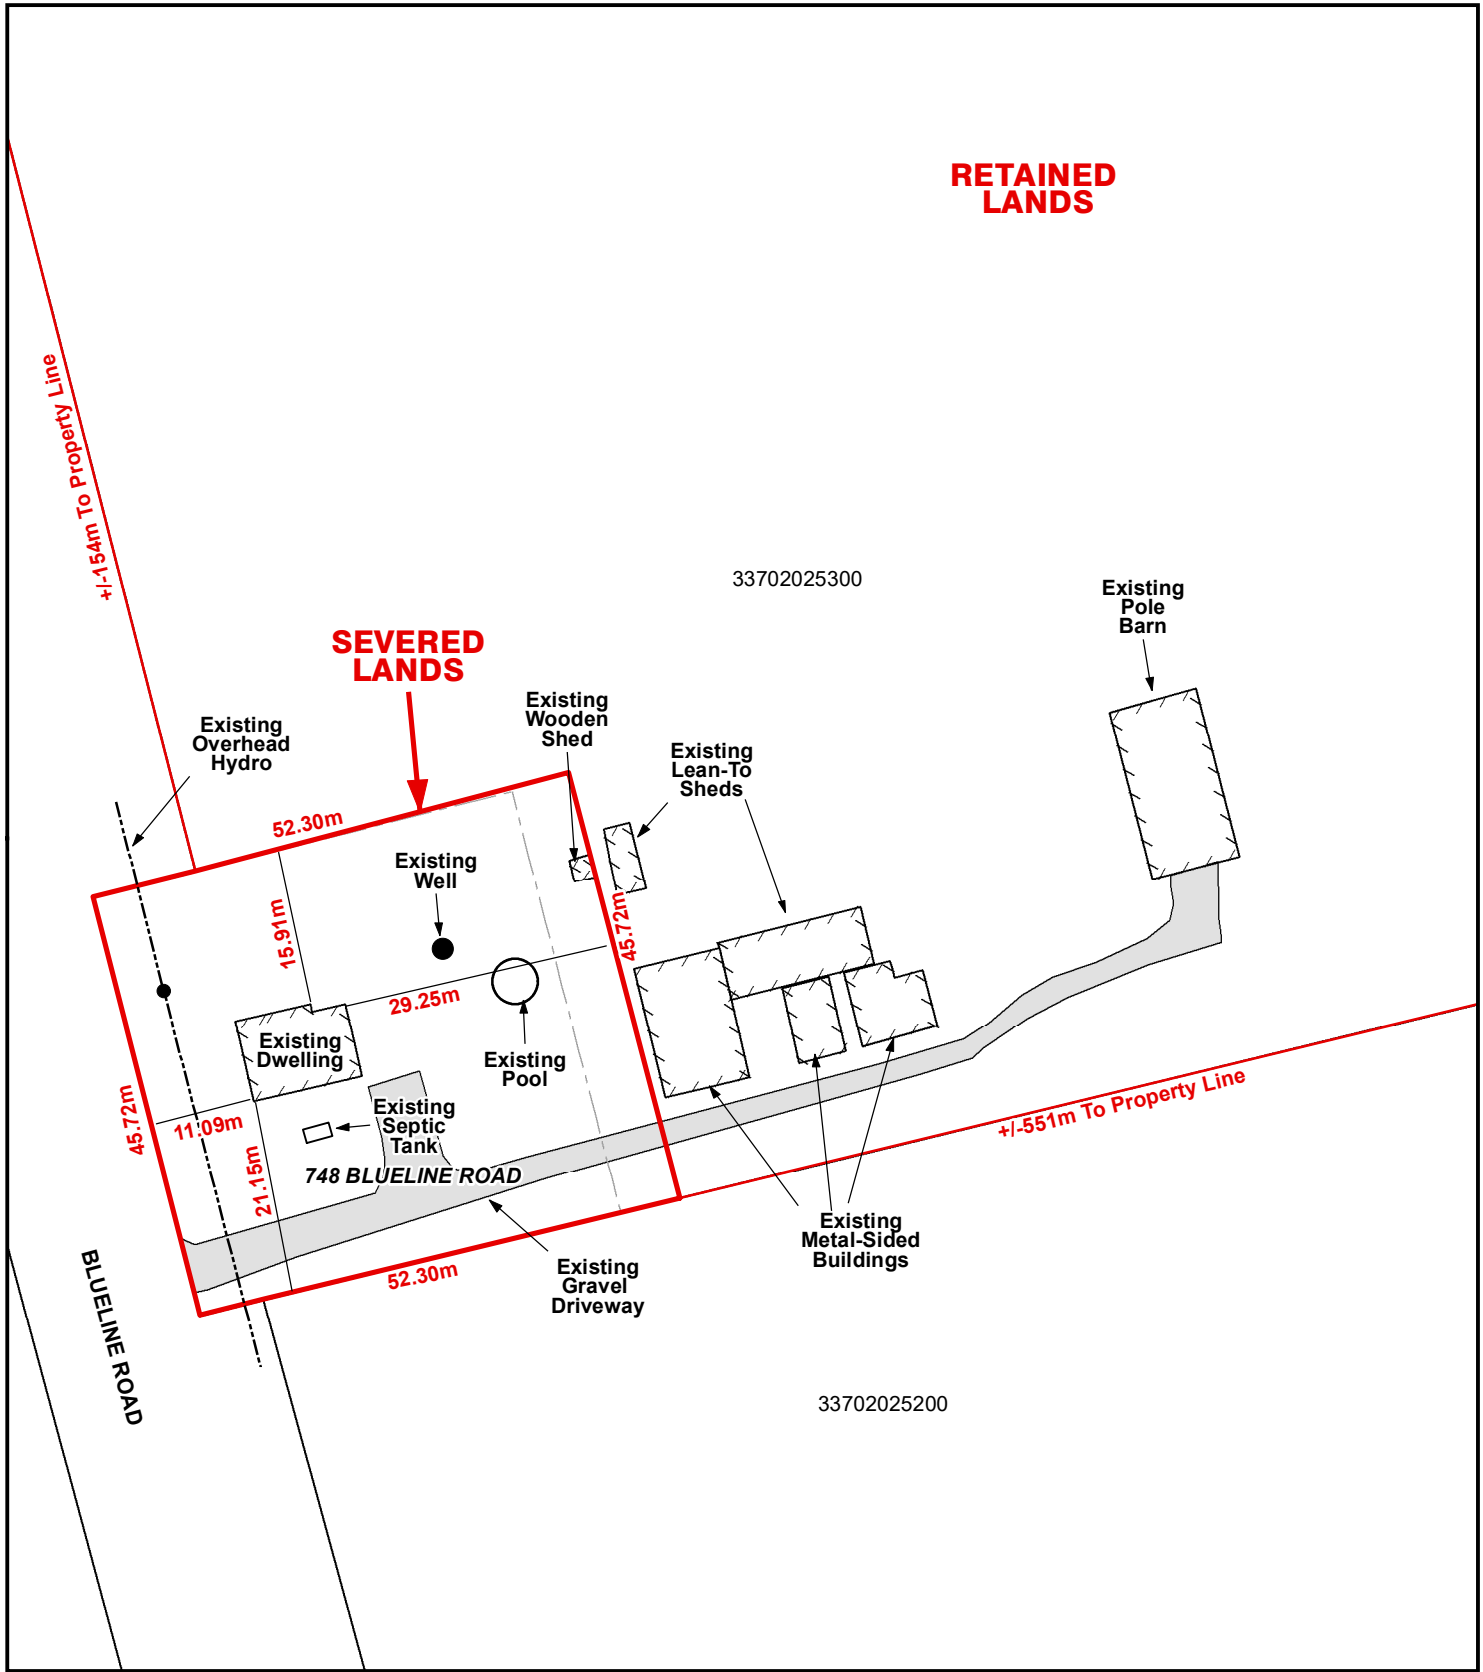 RETAINED
LANDS
+/-154m To Property Line
33702025300
Existing
Pole
Barn
SEVERED
LANDS
Existing
Wooden
Shed
Existing
Overhead
Hydro
Existing
Lean-To
Sheds
52.30m
Existing
Well
15.91m
45.72m
29.25m
Existing
Dwelling
Existing
Pool
45.72m
11.09m
Existing
Septic
Tank
+/-551m To Property Line
21.15m
748 BLUELINE ROAD
Existing
Metal-Sided
Buildings
52.30m
Existing
Gravel
Driveway
BLUELINE ROAD
33702025200